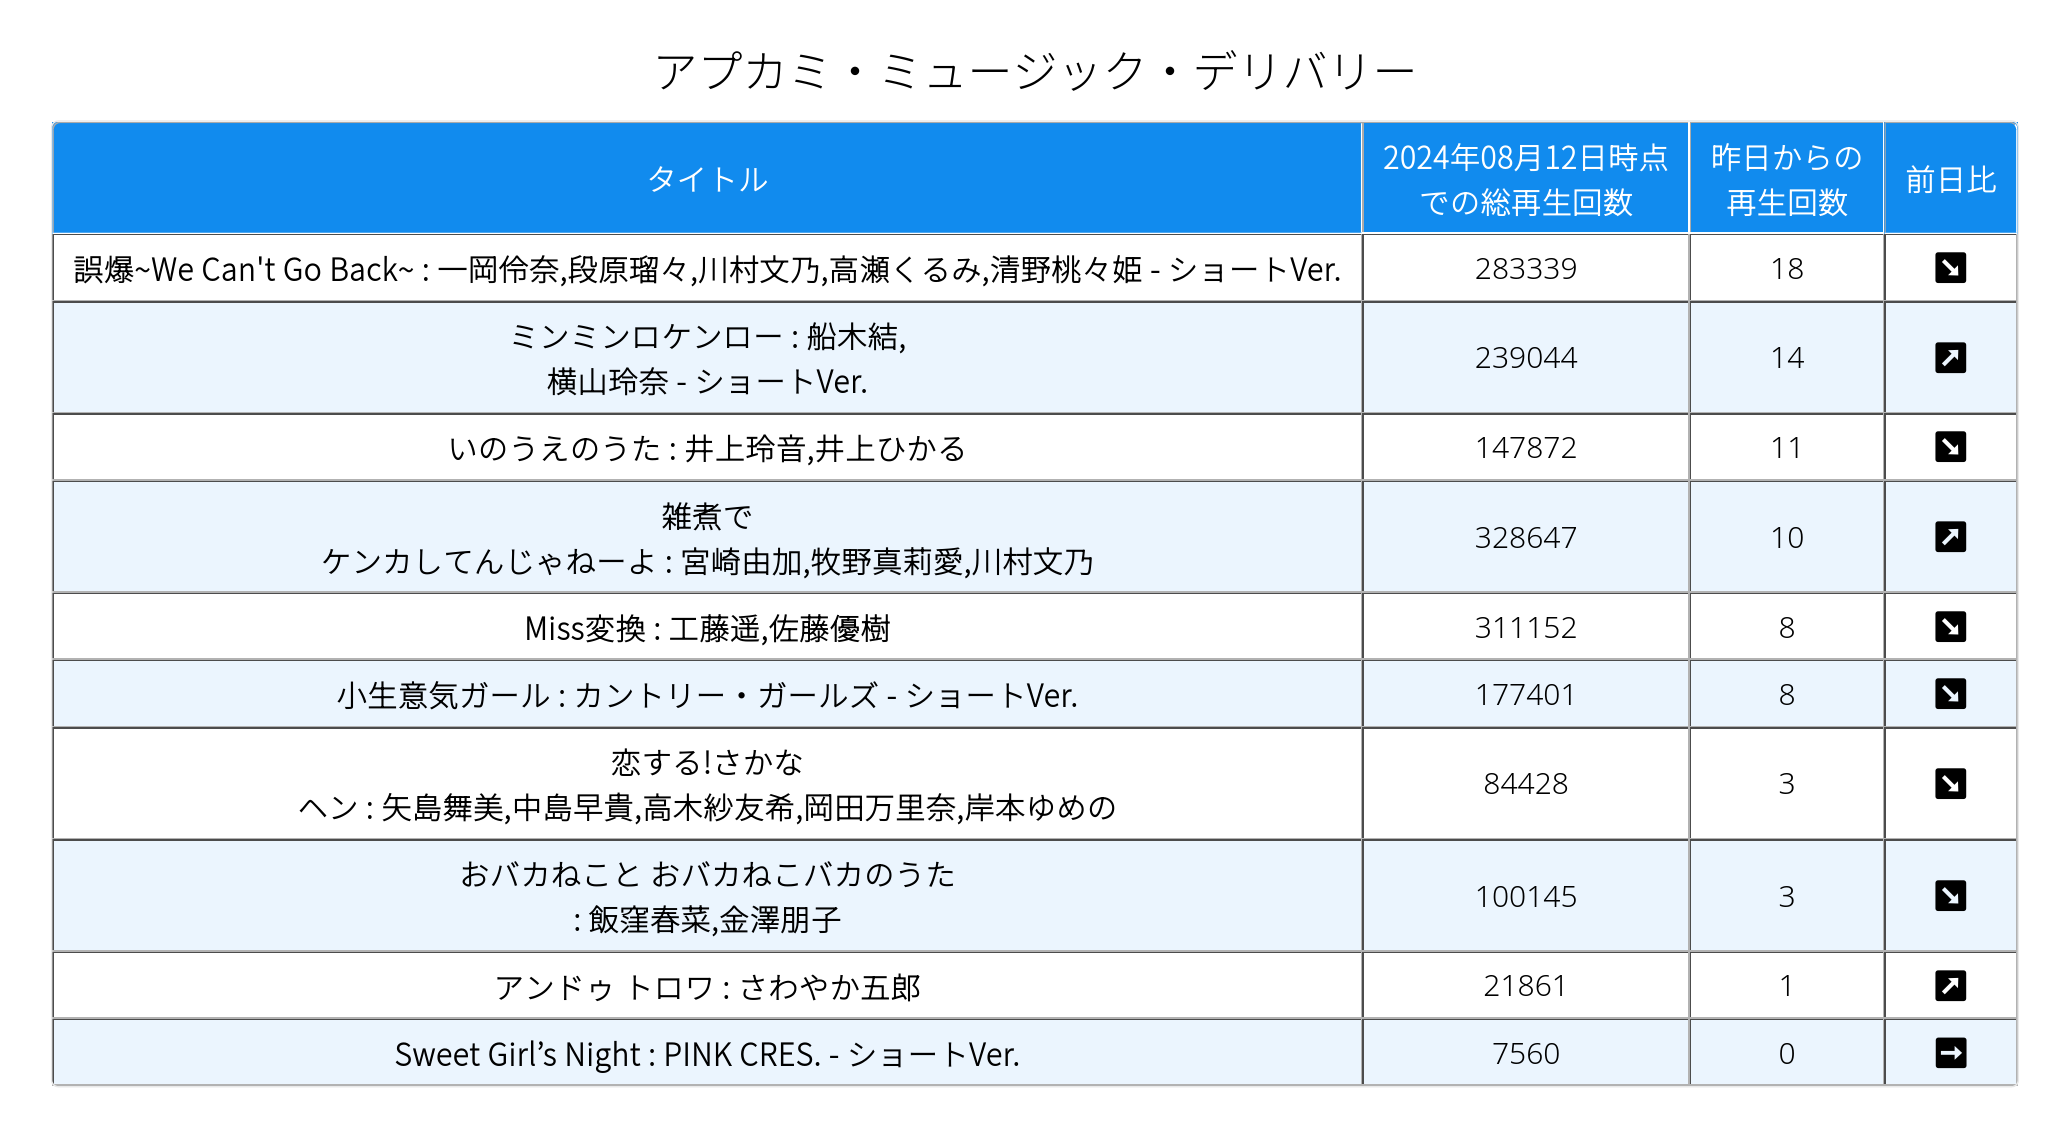 アプカミ・ミュージック・デリバリー
タイトル
2024年08月12日時点
での総再生回数
昨日からの
再生回数
前日比
誤爆~We Can't Go Back~ : 一岡伶奈,段原瑠々,川村文乃,高瀬くるみ,清野桃々姫 - ショートVer.
283339
18
ミンミンロケンロー : 船木結,
横山玲奈 - ショートVer.
239044
14
いのうえのうた : 井上玲音,井上ひかる
147872
11
雑煮で
ケンカしてんじゃねーよ : 宮崎由加,牧野真莉愛,川村文乃
328647
10
Miss変換 : 工藤遥,佐藤優樹
311152
8
小生意気ガール : カントリー・ガールズ - ショートVer.
177401
8
恋する!さかな
ヘン : 矢島舞美,中島早貴,高木紗友希,岡田万里奈,岸本ゆめの
84428
3
おバカねこと おバカねこバカのうた
: 飯窪春菜,金澤朋子
100145
3
アンドゥ トロワ : さわやか五郎
21861
1
Sweet Girl’s Night : PINK CRES. - ショートVer.
7560
0